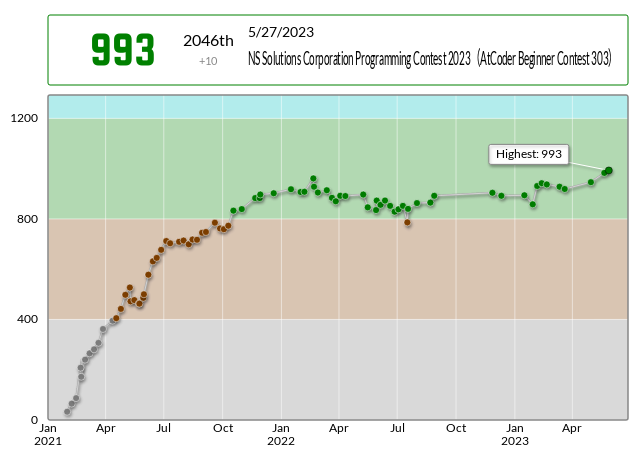 993
2046th
+10
5/27/2023
NS Solutions Corporation Programming Contest 2023 (AtCoder Beginner Contest 303)
1200
Highest: 993
800
400
0
Jan Apr Jul Oct Jan Apr Jul Oct Jan Apr
2021 2022 2023